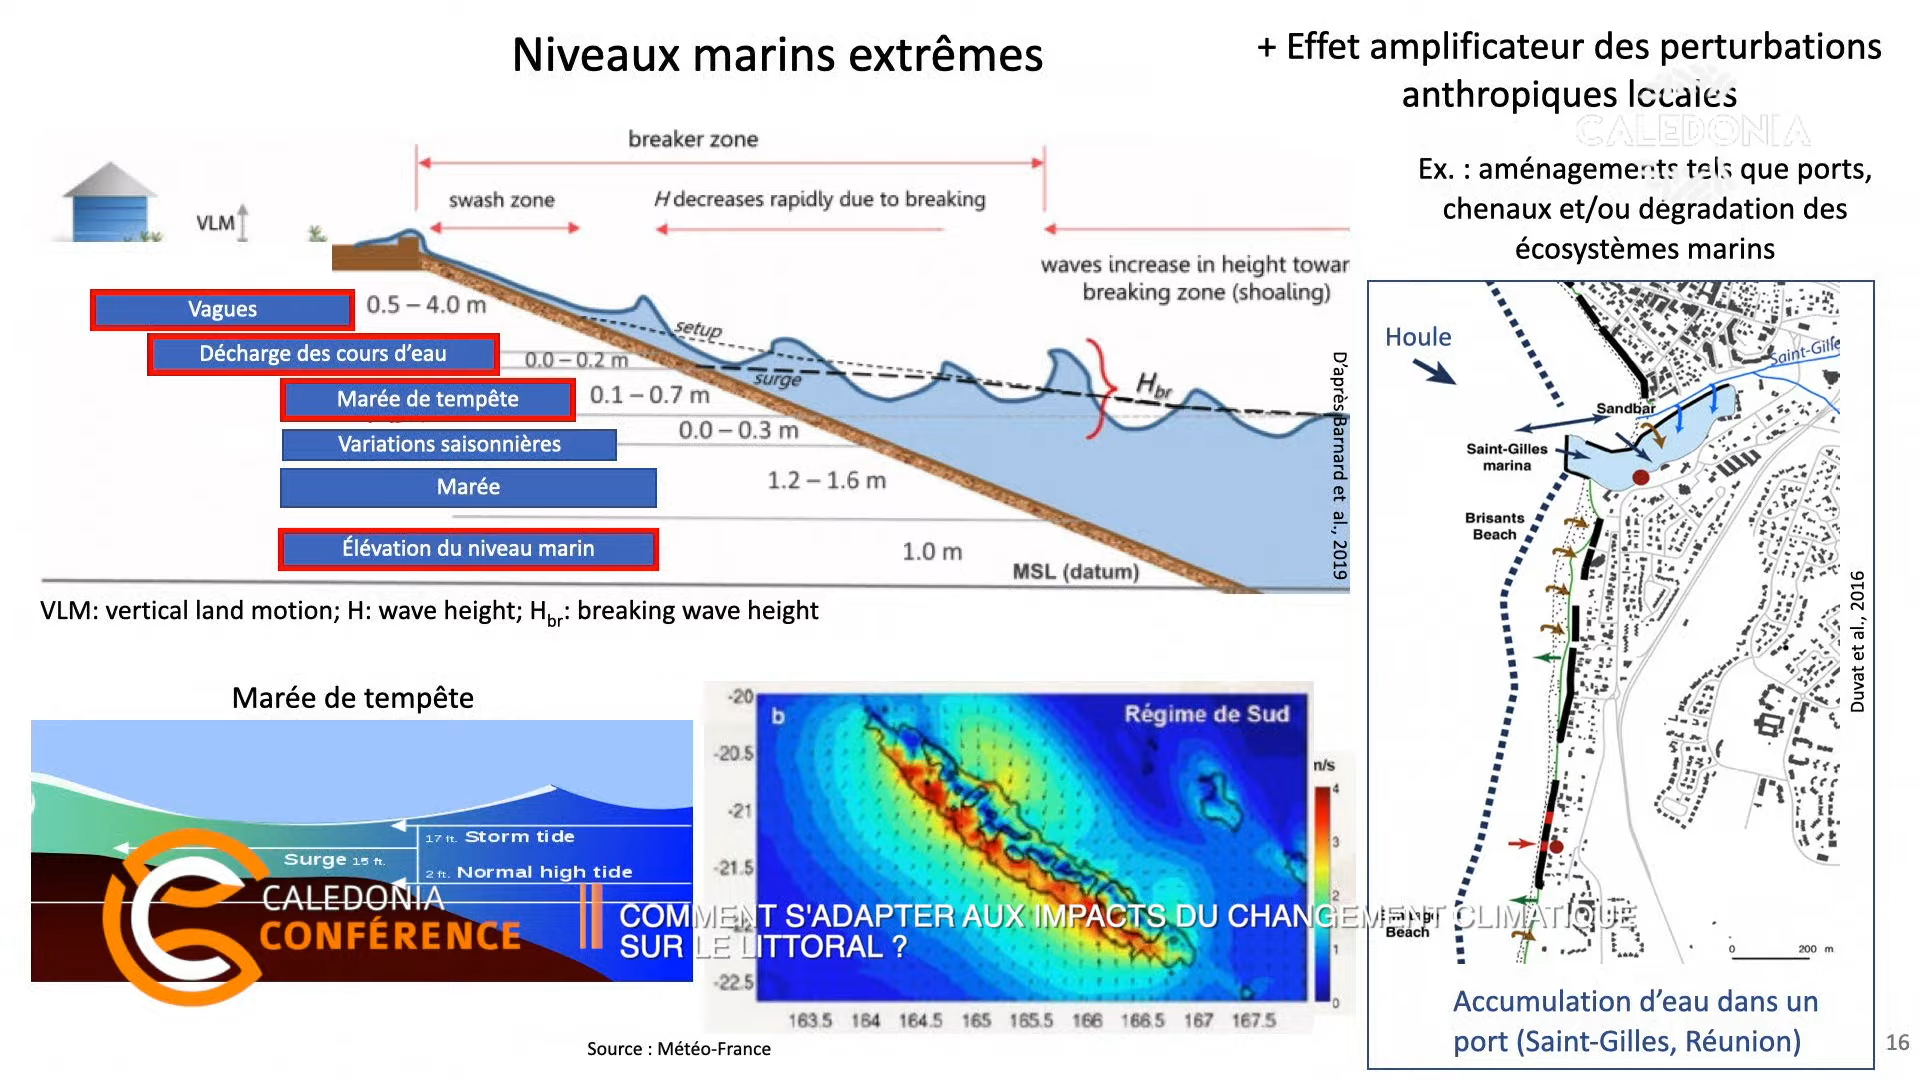 Niveaux marins extrêmes
+ Effet amplificateur des perturbations
anthropiques locales
CALEDONIA
Ex. : aménagements tels que ports,
chenaux et/ou dégradation des
écosystèmes marins
breaker zone
swash zone
H decreases rapidly due to breaking
VLM
waves increase in height towar
breaking zone (shoaling)
Vagues
0.5 – 4.0 m
Décharge des cours d'eau
0.0 – 0.2 m
Marée de tempête
0.1 – 0.7 m
Variations saisonnières
0.0 – 0.3 m
Marée
1.2 – 1.6 m
Élévation du niveau marin
1.0 m
MSL (datum)
setup
surge
Hbr
D'après Barnard et al., 2019
VLM: vertical land motion; H: wave height; Hbr: breaking wave height
Marée de tempête
17 ft. Storm tide
Surge 15 ft.
2 ft. Normal high tide
CALEDONIA
CONFÉRENCE
COMMENT S'ADAPTER AUX IMPACTS DU CHANGEMENT CLIMATIQUE
SUR LE LITTORAL ?
b
Régime de Sud
-20
-20.5
-21
-21.5
-22.5
163.5 164 164.5 165 165.5 166 166.5 167 167.5
m/s
4
3
2
1
0
Source : Météo-France
Houle
Saint-Gille
Sandbar
Saint-Gilles
marina
Brisants
Beach
Beach
0 200 m
Duvat et al., 2016
Accumulation d'eau dans un
port (Saint-Gilles, Réunion)
16